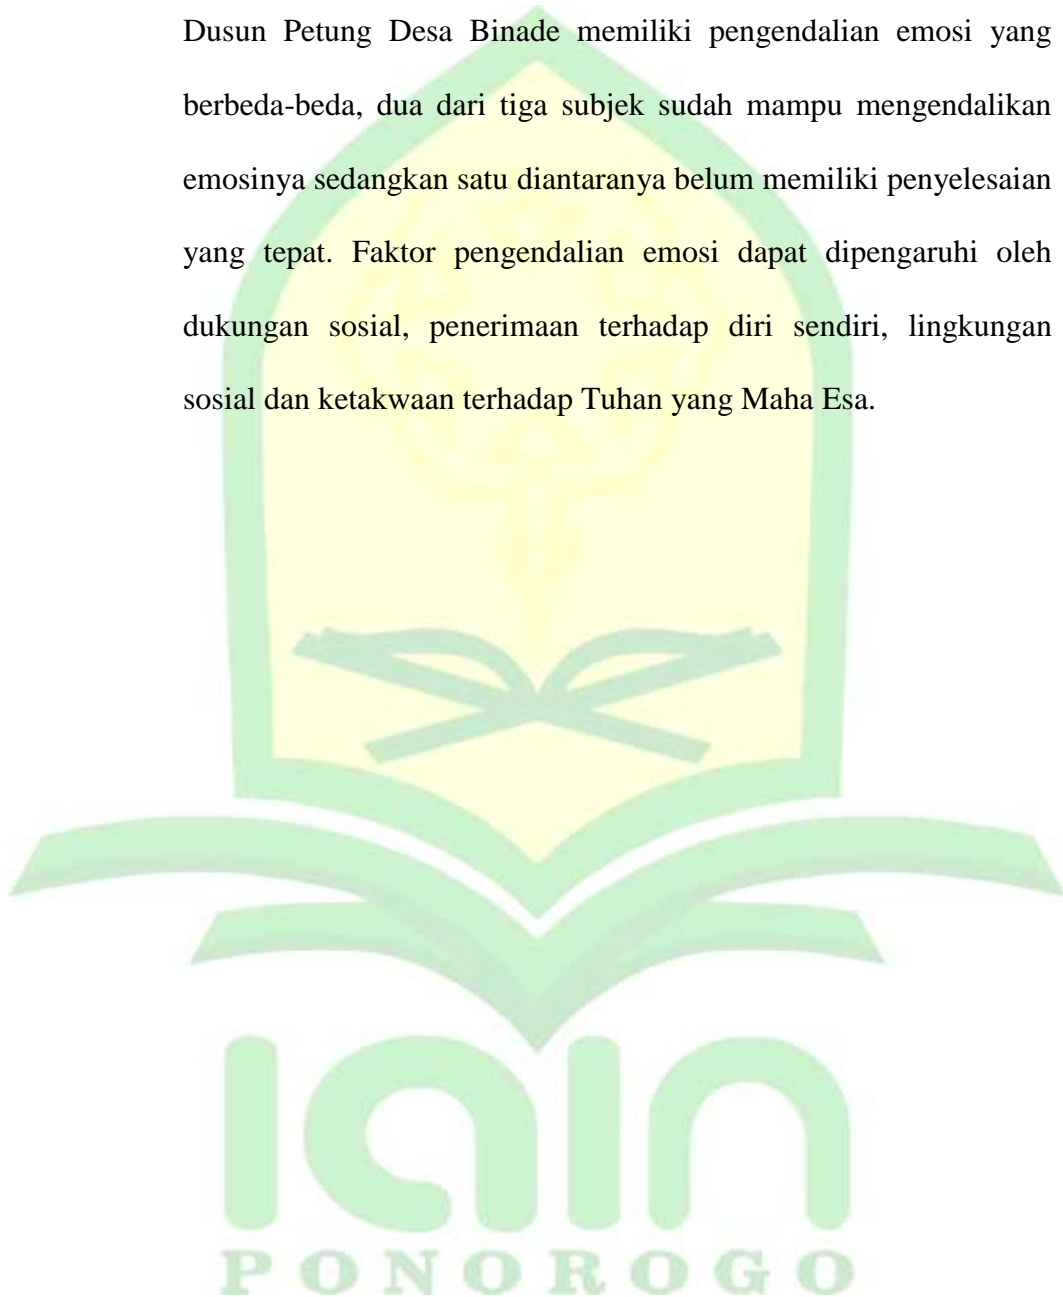 Dusun Petung Desa Binade memiliki pengendalian emosi yang
berbeda-beda, dua dari tiga subjek sudah mampu mengendalikan
emosinya sedangkan satu diantaranya belum memiliki penyelesaian
yang tepat. Faktor pengendalian emosi dapat dipengaruhi oleh
dukungan sosial, penerimaan terhadap diri sendiri, lingkungan
sosial dan ketakwaan terhadap Tuhan yang Maha Esa.
iain
PONOROGO